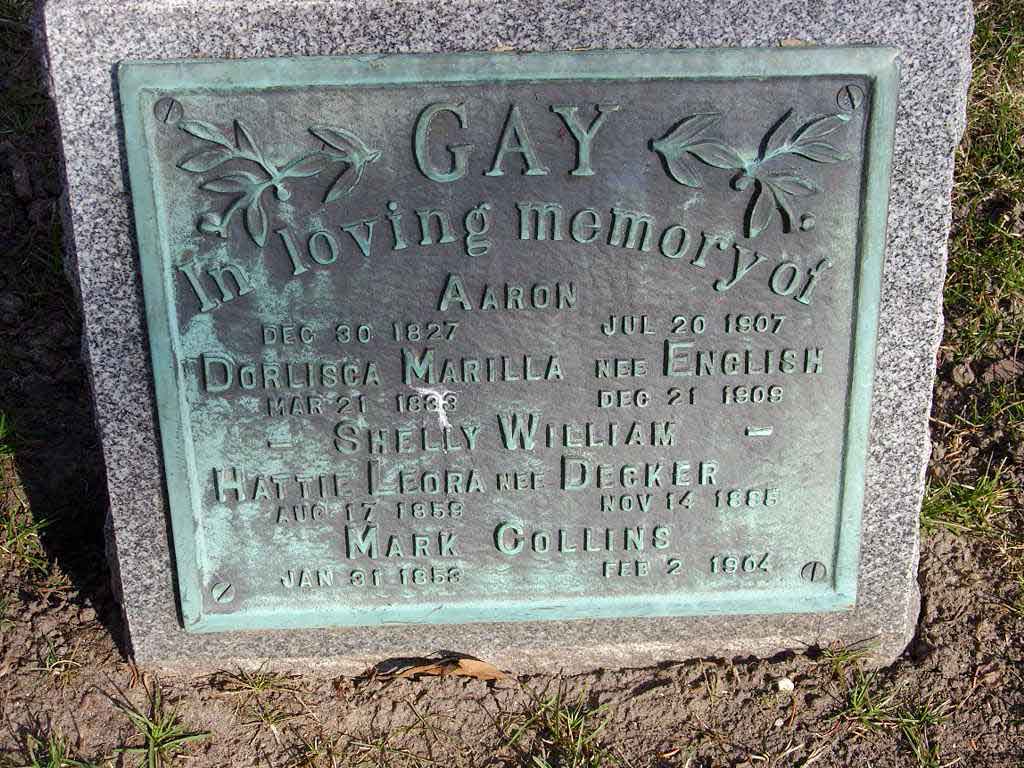 GAY
In loving memory of
AARON
DEC 30 1827 JUL 20 1907
DORLISCA MARILLA NEE ENGLISH
MAR 21 1833 DEC 21 1909
- SHELLY WILLIAM -
HATTIE LEORA NEE DECKER
AUG 17 1859 NOV 14 1885
MARK COLLINS
JAN 31 1853 FEB 2 1904